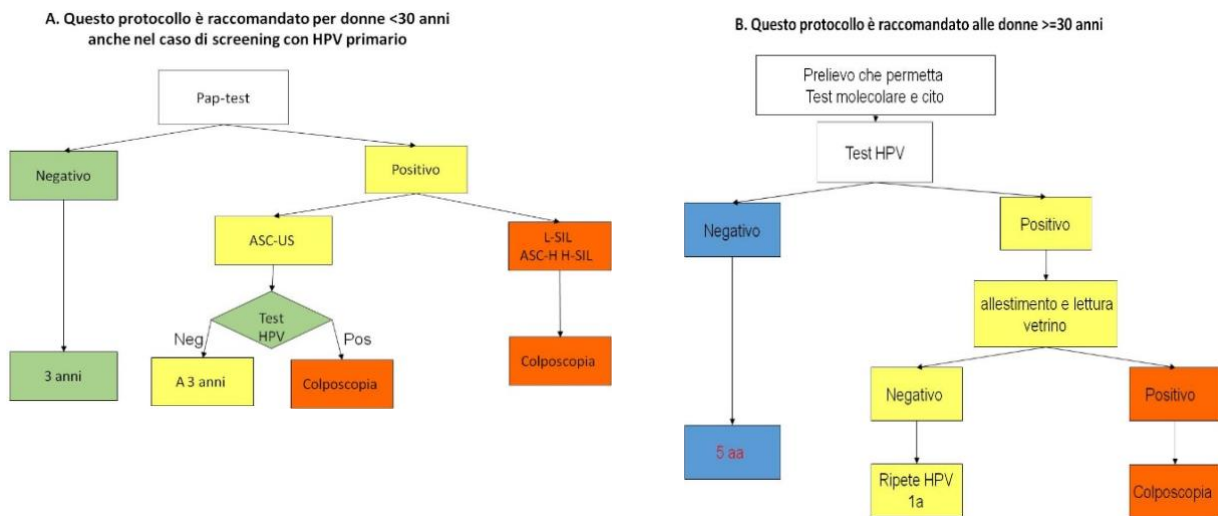 A. Questo protocollo è raccomandato per donne <30 anni
anche nel caso di screening con HPV primario
Pap-test
Negativo
Positivo
ASC-US
L-SIL
ASC-H H-SIL
Test
HPV
Neg
Pos
3 anni
A 3 anni
Colposcopia
Colposcopia
B. Questo protocollo è raccomandato alle donne >=30 anni
Prelievo che permetta
Test molecolare e cito
Test HPV
Negativo
Positivo
allestimento e lettura
vetrino
Negativo
Positivo
5 aa
Ripete HPV
1a
Colposcopia